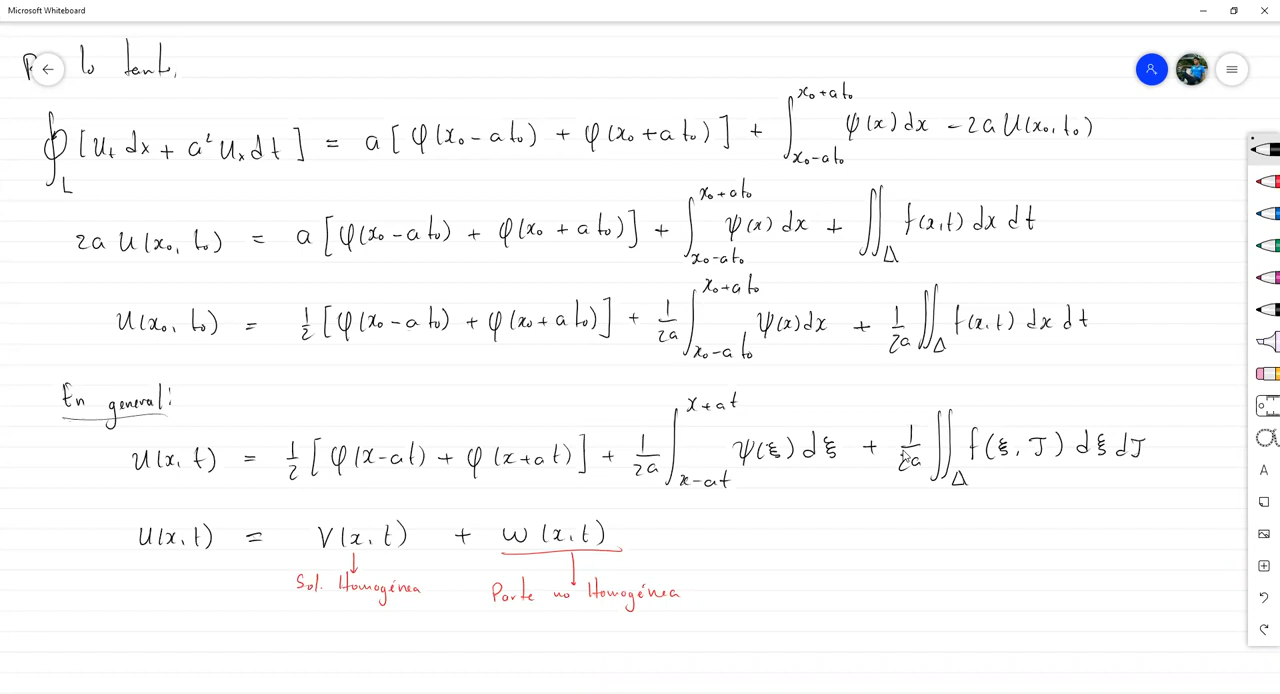 Microsoft Whiteboard
lo tant,
∮_L [u_t dx + a² u_x dt] = a[φ(x₀-at₀) + φ(x₀+at₀)] + ∫_{x₀-at₀}^{x₀+at₀} ψ(x)dx - 2a u(x₀,t₀)
2a u(x₀, t₀) = a[φ(x₀-at₀) + φ(x₀+at₀)] + ∫_{x₀-at₀}^{x₀+at₀} ψ(x) dx + ∬_Δ f(x,t) dx dt
u(x₀, t₀) = 1/2 [φ(x₀-at₀) + φ(x₀+at₀)] + 1/2a ∫_{x₀-at₀}^{x₀+at₀} ψ(x)dx + 1/2a ∬_Δ f(x,t) dx dt
En general:
u(x, t) = 1/2 [φ(x-at) + φ(x+at)] + 1/2a ∫_{x-at}^{x+at} ψ(ξ)dξ + 1/2a ∬_Δ f(ξ, J) dξ dJ
u(x,t) = V(x,t) + w(x,t)
Sol. Homogénea Parte no Homogénea
A